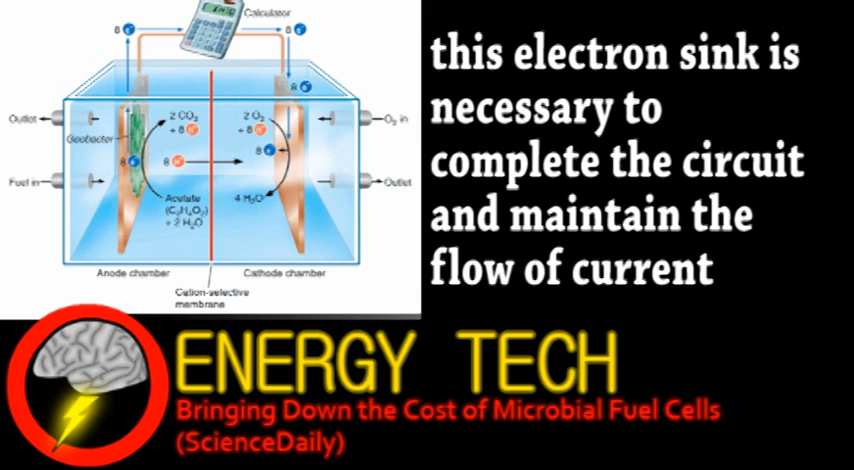 Calculator
8 e⁻
8 e⁻
8 e⁻
Outlet
Geobacter
2 CO₂
+ 8
2 O₂
+ 8
O₂ in
8 e⁻
8
8 e⁻
Fuel in
Acetate
(C₂H₄O₂)
+ 2 H₂O
4 H₂O
Outlet
Anode chamber
Cathode chamber
Cation-selective
membrane
this electron sink is
necessary to
complete the circuit
and maintain the
flow of current
ENERGY TECH
Bringing Down the Cost of Microbial Fuel Cells
(ScienceDaily)